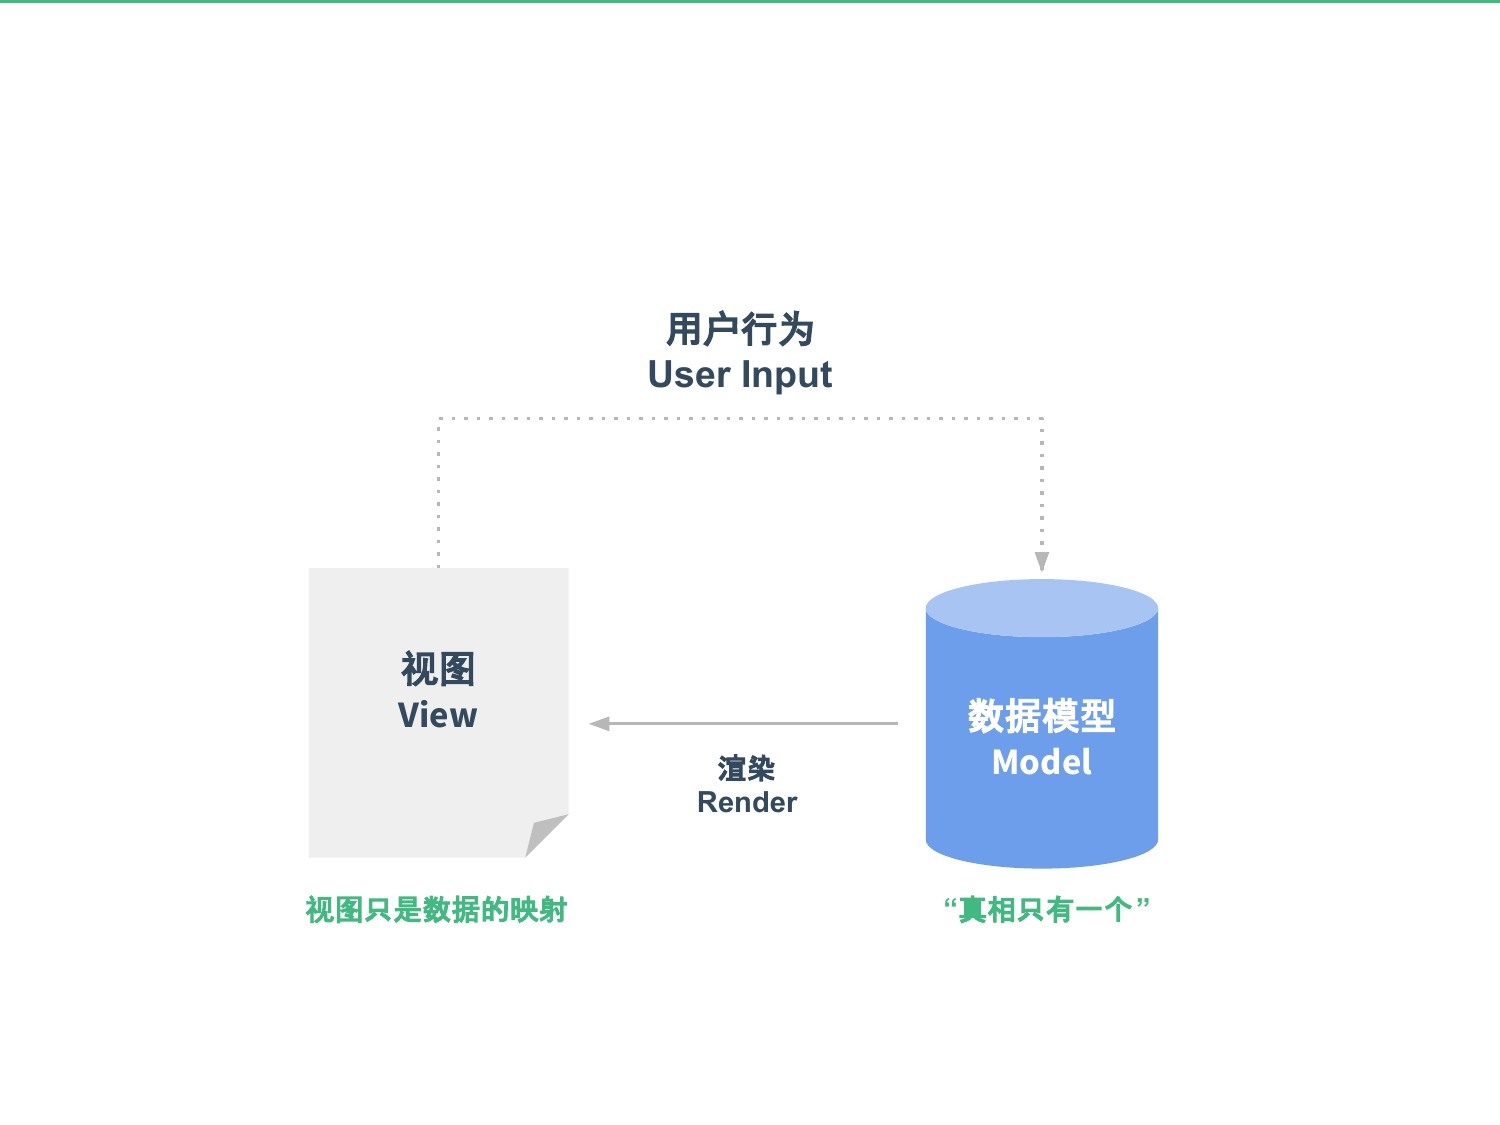 用户行为
User Input
视图
View
数据模型
Model
渲染
Render
视图只是数据的映射
“真相只有一个”